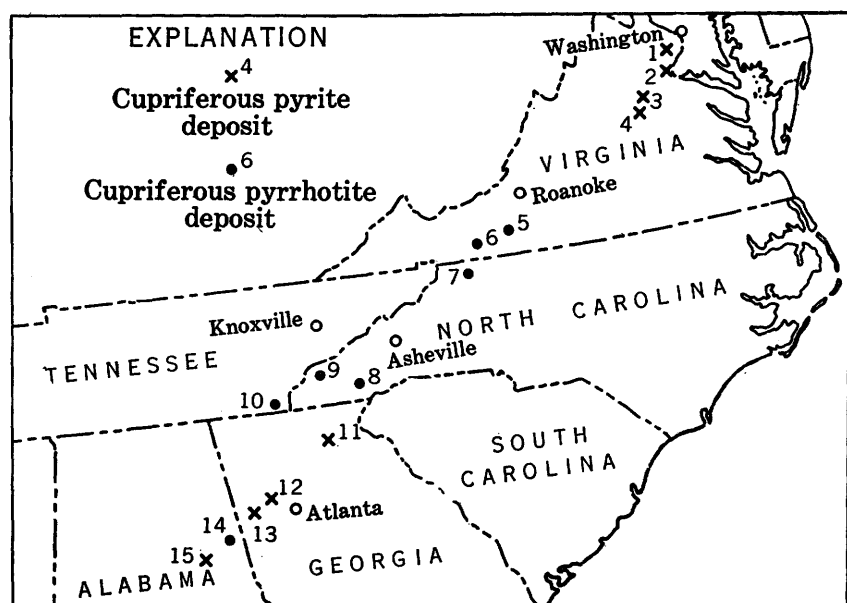 EXPLANATION
4
Cupriferous pyrite
deposit
6
Cupriferous pyrrhotite
deposit
Washington
1
2
3
4
VIRGINIA
Roanoke
5
6
7
Knoxville
TENNESSEE
NORTH CAROLINA
Asheville
9
8
10
11
SOUTH
CAROLINA
12
Atlanta
13
14
15
ALABAMA
GEORGIA